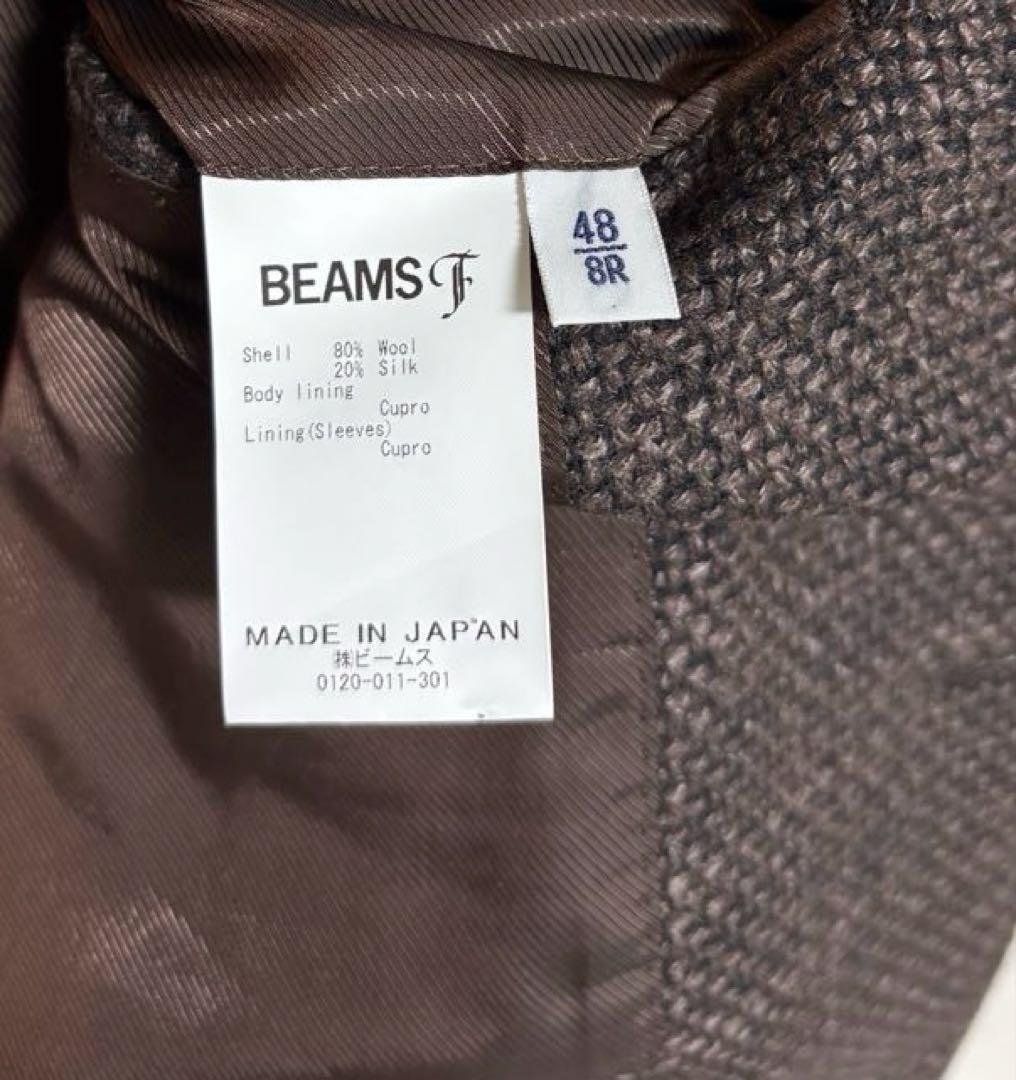 BEAMS F
Shell 80% Wool
20% Silk
Body lining
Cupro
Lining(Sleeves)
Cupro
MADE IN JAPAN
㈱ビームス
0120-011-301
48
8R